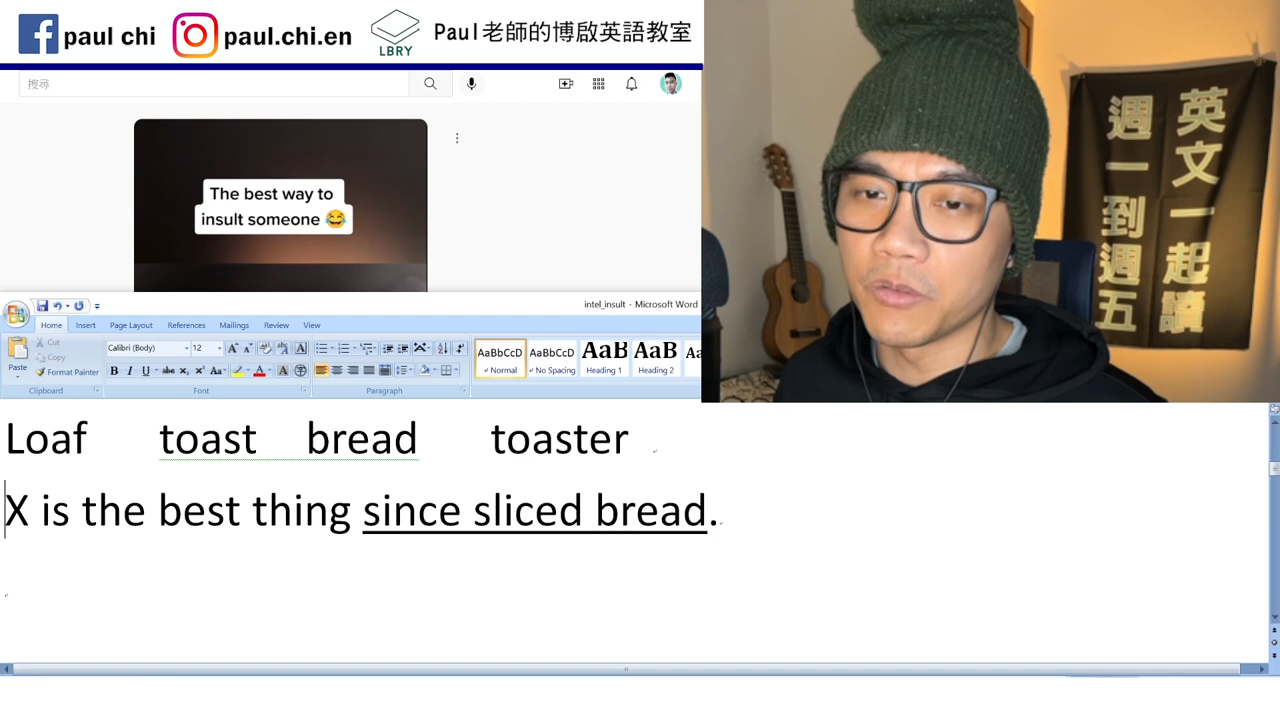 paul chi
paul.chi.en
LBRY
Paul老師的博啟英語教室
搜尋
The best way to
insult someone 😂
intel_insult - Microsoft Word
Home Insert Page Layout References Mailings Review View
Paste
Cut
Copy
Format Painter
Calibri (Body) 12
AaBbCcD AaBbCcD AaBb AaBb Aa
Normal No Spacing Heading 1 Heading 2
Clipboard Font Paragraph
Loaf toast bread toaster
X is the best thing since sliced bread.
英文一起讀
週一到週五